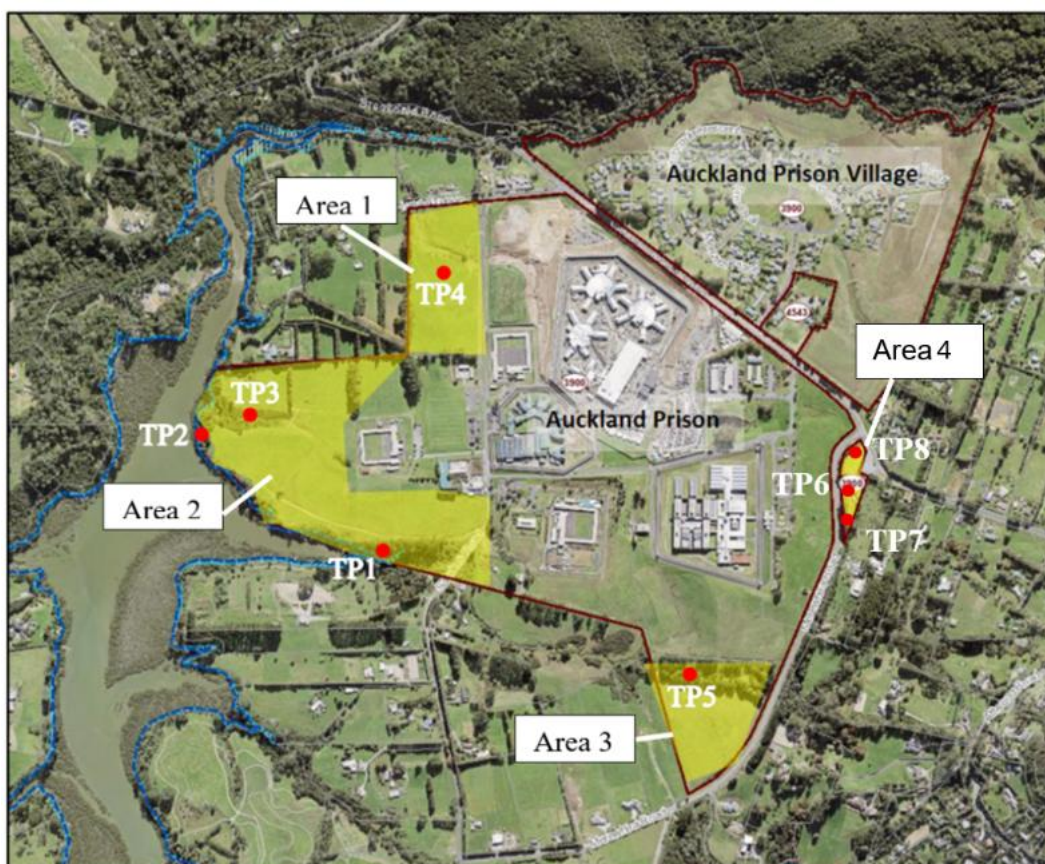 Auckland Prison Village
Area 1
3900
TP4
4543
Area 4
TP3
3900
Auckland Prison
TP2
TP8
TP6
Area 2
TP7
TP1
TP5
Area 3